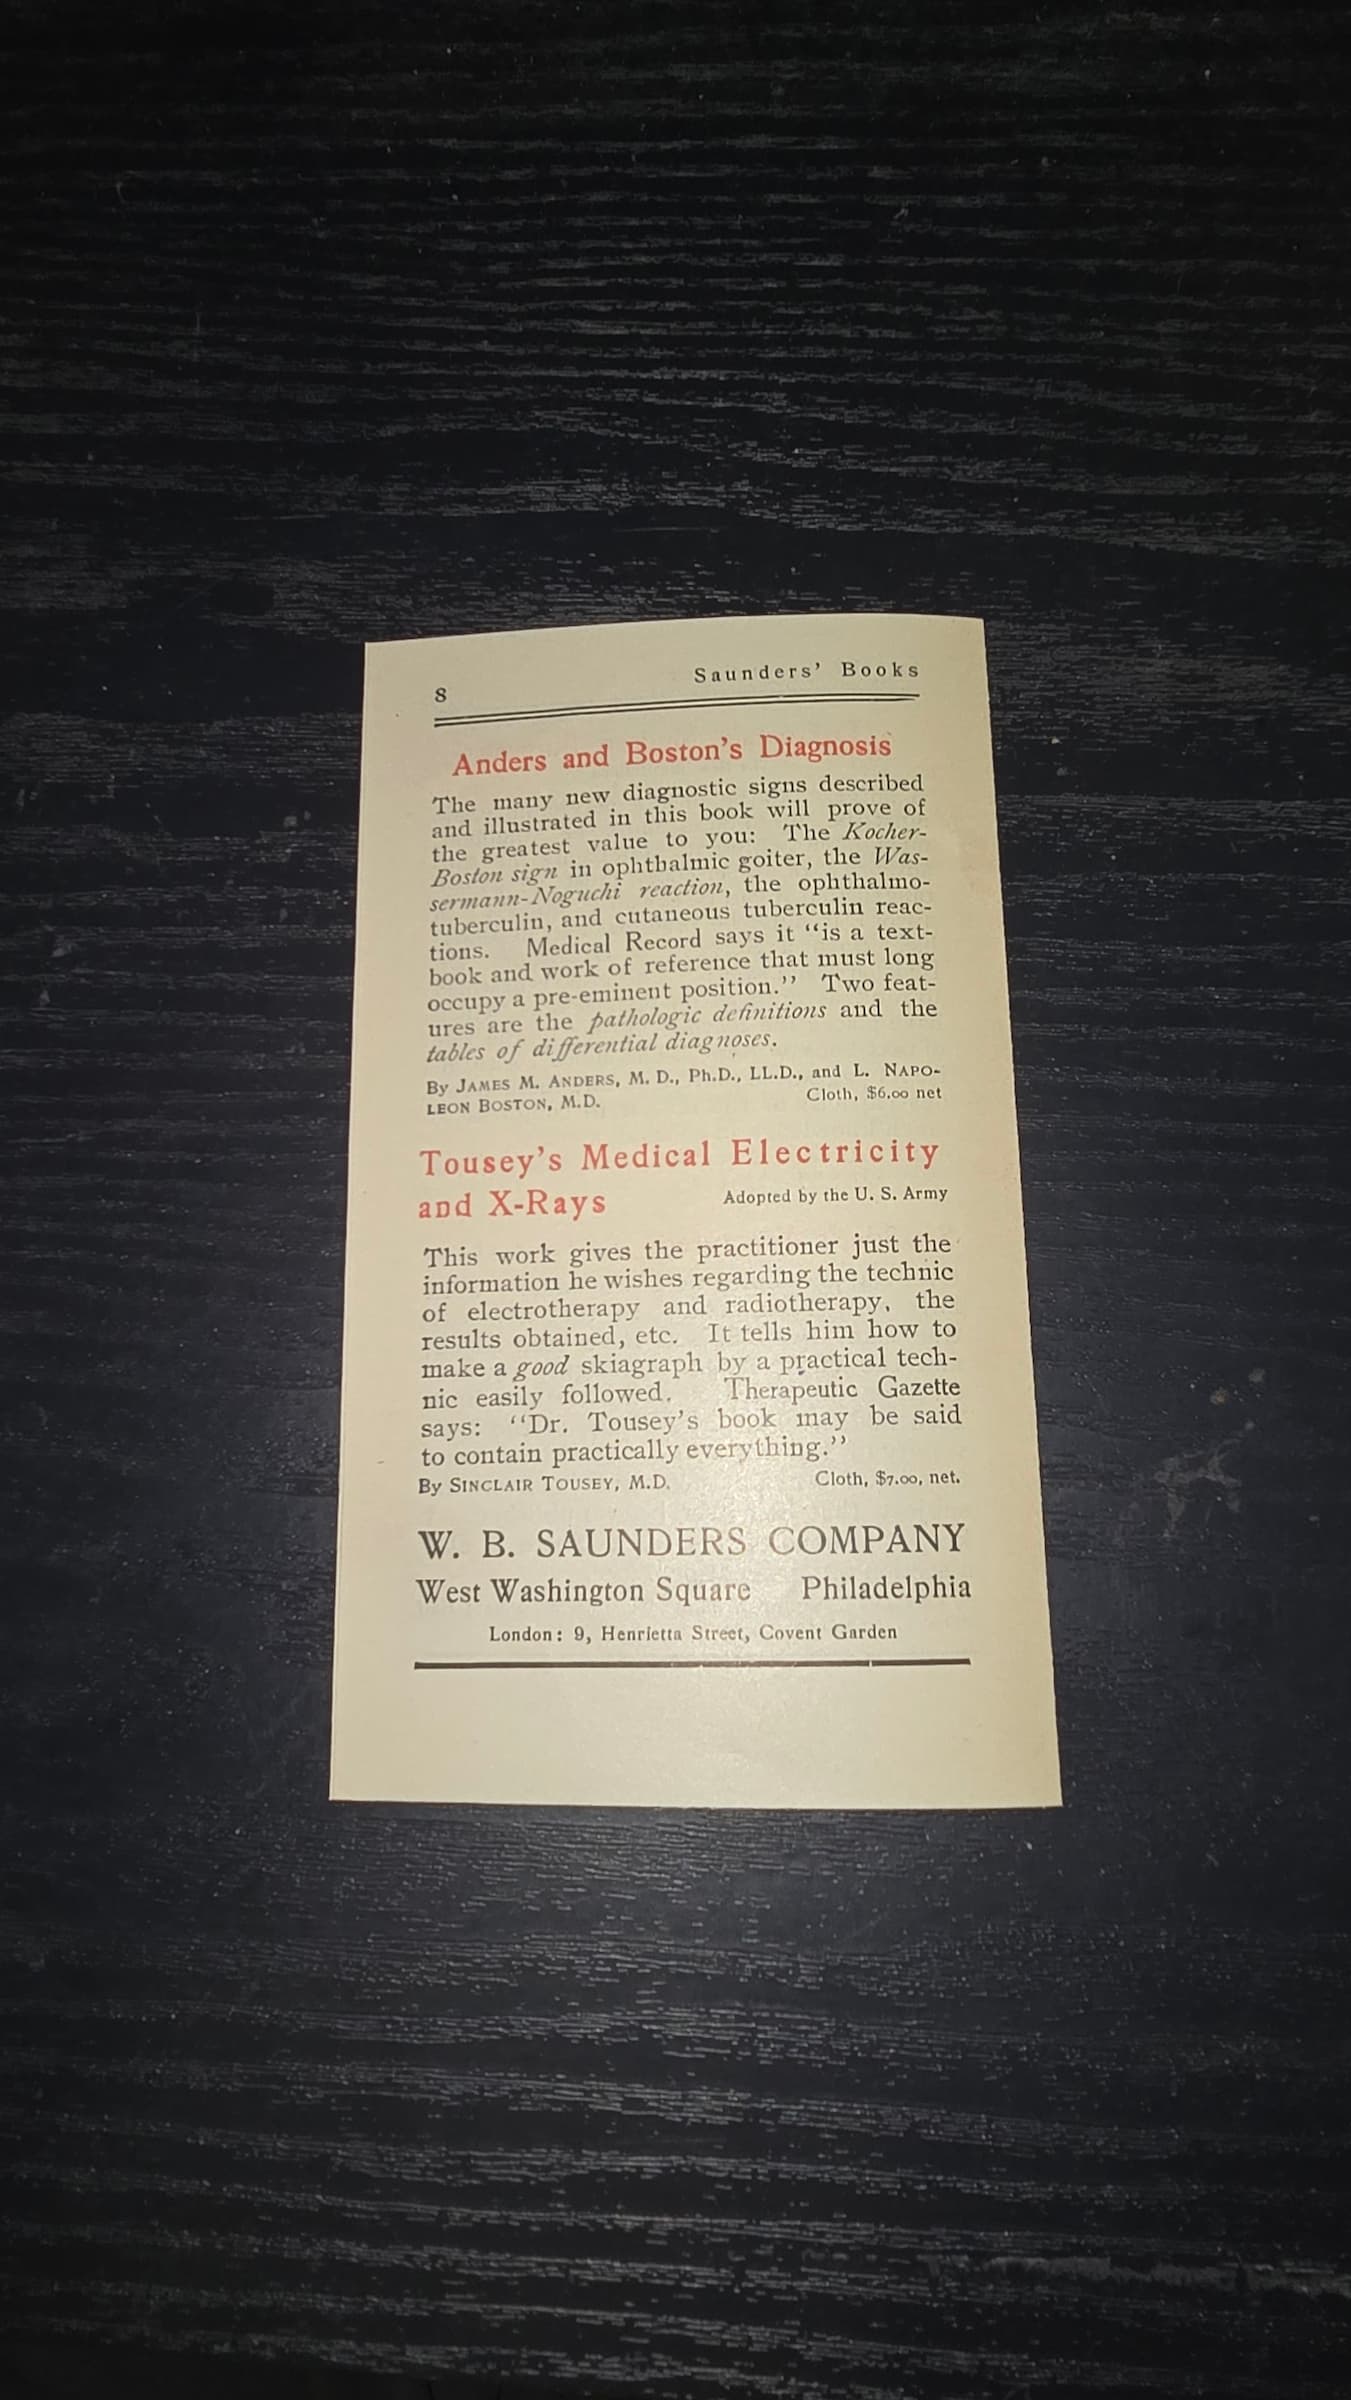 8 Saunders’ Books
Anders and Boston’s Diagnosis
The many new diagnostic signs described
and illustrated in this book will prove of
the greatest value to you: The Kocher-
Boston sign in ophthalmic goiter, the Was-
sermann-Noguchi reaction, the ophthalmo-
tuberculin, and cutaneous tuberculin reac-
tions. Medical Record says it ‘‘is a text-
book and work of reference that must long
occupy a pre-eminent position.’’ Two feat-
ures are the pathologic definitions and the
tables of differential diagnoses.
By JAMES M. ANDERS, M. D., Ph.D., LL.D., and L. NAPO-
LEON BOSTON, M.D. Cloth, $6.00 net
Tousey’s Medical Electricity
and X-Rays Adopted by the U. S. Army
This work gives the practitioner just the
information he wishes regarding the technic
of electrotherapy and radiotherapy, the
results obtained, etc. It tells him how to
make a good skiagraph by a practical tech-
nic easily followed. Therapeutic Gazette
says: ‘‘Dr. Tousey’s book may be said
to contain practically everything.’’
By SINCLAIR TOUSEY, M.D. Cloth, $7.00, net.
W. B. SAUNDERS COMPANY
West Washington Square Philadelphia
London: 9, Henrietta Street, Covent Garden